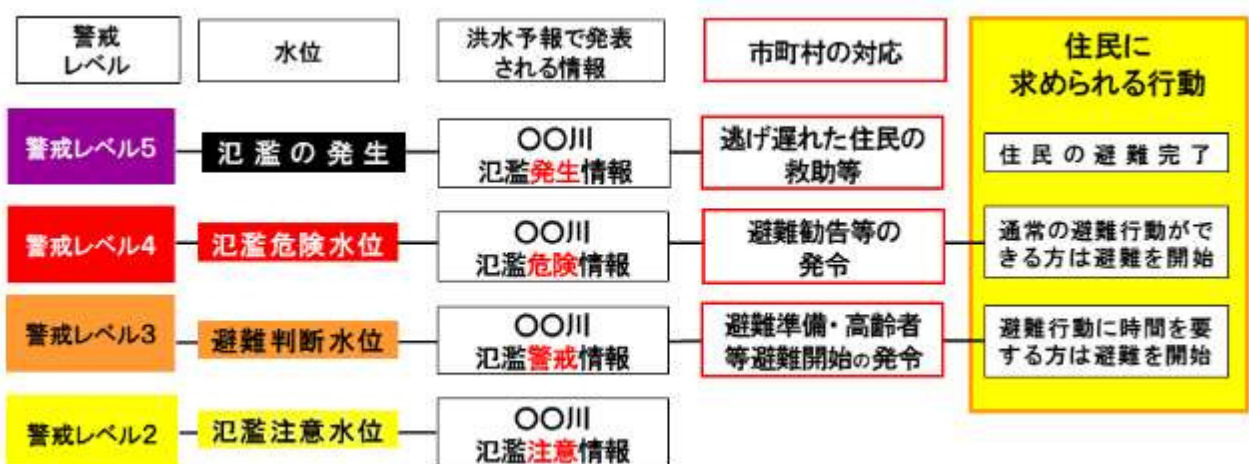 警戒
レベル
水位
洪水予報で発表
される情報
市町村の対応
住民に
求められる行動
警戒レベル5
氾濫の発生
〇〇川
氾濫発生情報
逃げ遅れた住民の
救助等
住民の避難完了
警戒レベル4
氾濫危険水位
〇〇川
氾濫危険情報
避難勧告等の
発令
通常の避難行動がで
きる方は避難を開始
警戒レベル3
避難判断水位
〇〇川
氾濫警戒情報
避難準備・高齢者
等避難開始の発令
避難行動に時間を要
する方は避難を開始
警戒レベル2
氾濫注意水位
〇〇川
氾濫注意情報